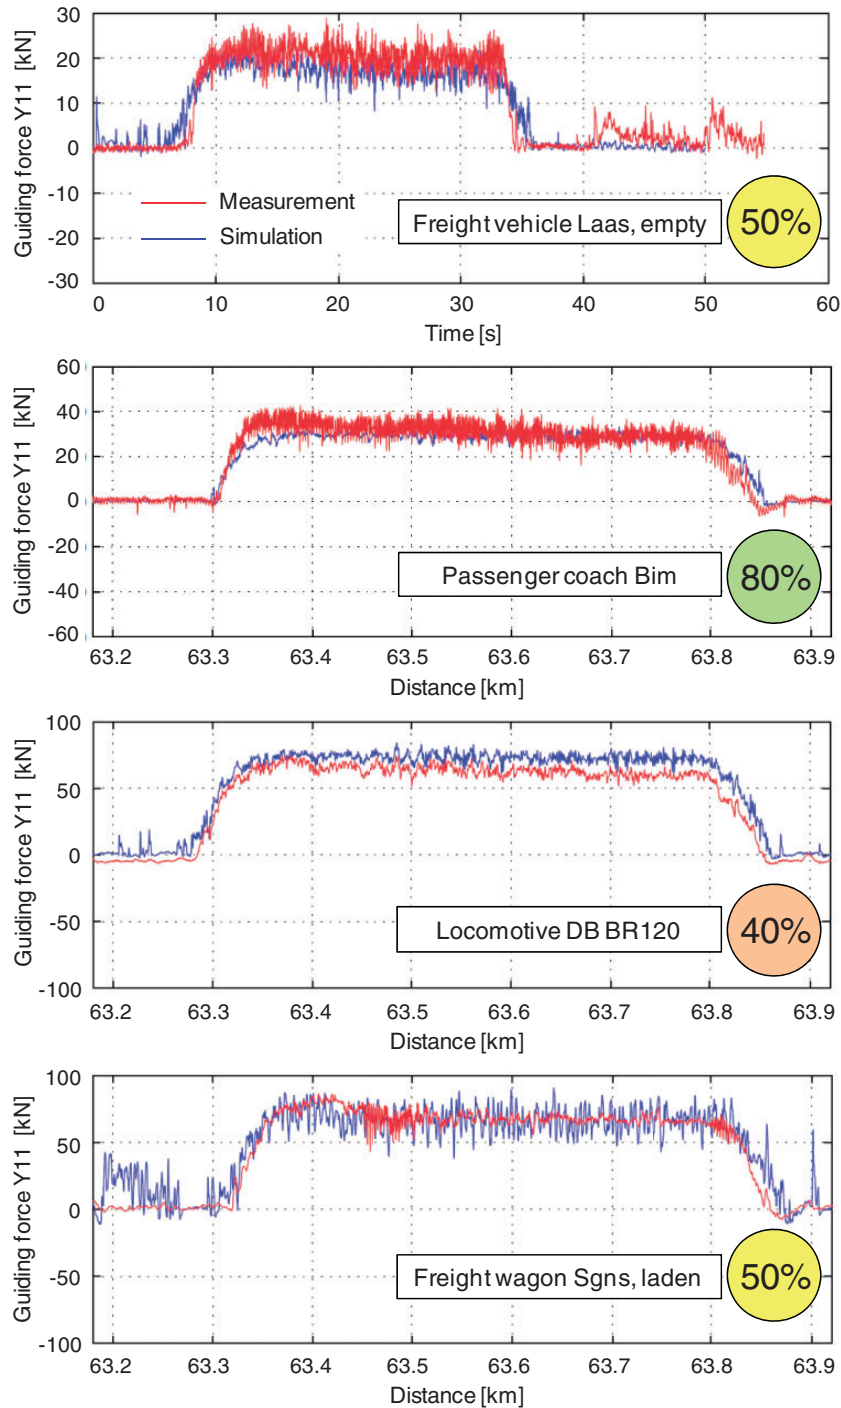 30
20
10
0
-10
-20
-30
Guiding force Y11 [kN]
Measurement
Simulation
Freight vehicle Laas, empty
50%
0 10 20 30 40 50 60
Time [s]
60
40
20
0
-20
-40
-60
Guiding force Y11 [kN]
Passenger coach Bim
80%
63.2 63.3 63.4 63.5 63.6 63.7 63.8 63.9
Distance [km]
100
50
0
-50
-100
Guiding force Y11 [kN]
Locomotive DB BR120
40%
63.2 63.3 63.4 63.5 63.6 63.7 63.8 63.9
Distance [km]
100
50
0
-50
-100
Guiding force Y11 [kN]
Freight wagon Sgns, laden
50%
63.2 63.3 63.4 63.5 63.6 63.7 63.8 63.9
Distance [km]